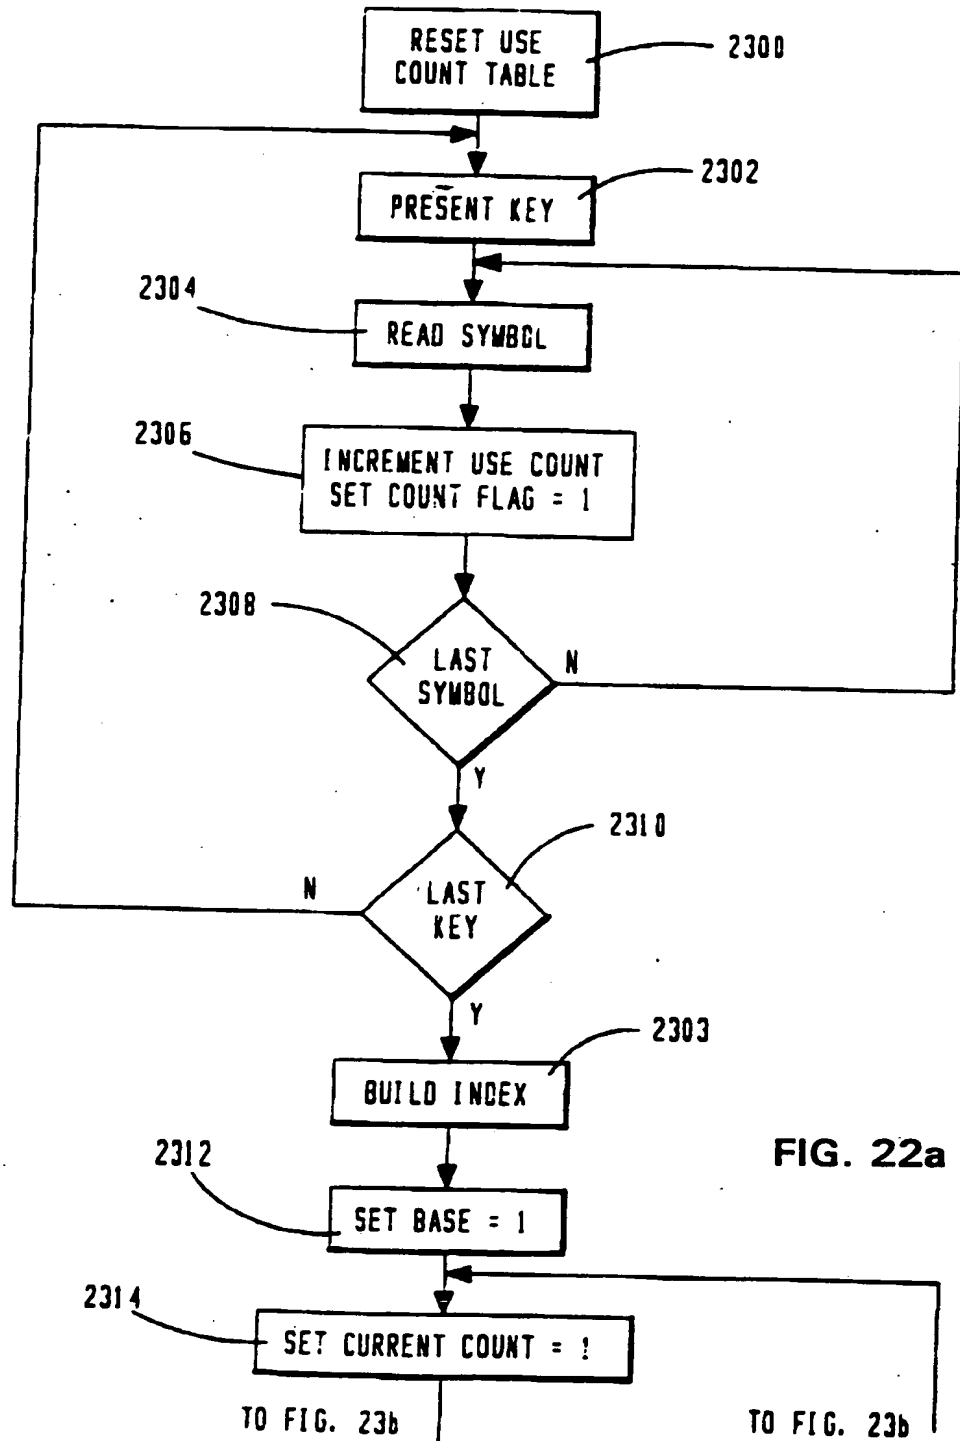 RESET USE
COUNT TABLE
2300
2302
PRESENT KEY
2304
READ SYMBOL
2306
INCREMENT USE COUNT
SET COUNT FLAG = 1
2308
LAST
SYMBOL
N
Y
2310
LAST
KEY
N
Y
2303
BUILD INDEX
FIG. 22a
2312
SET BASE = 1
2314
SET CURRENT COUNT = 1
TO FIG. 23b
TO FIG. 23b